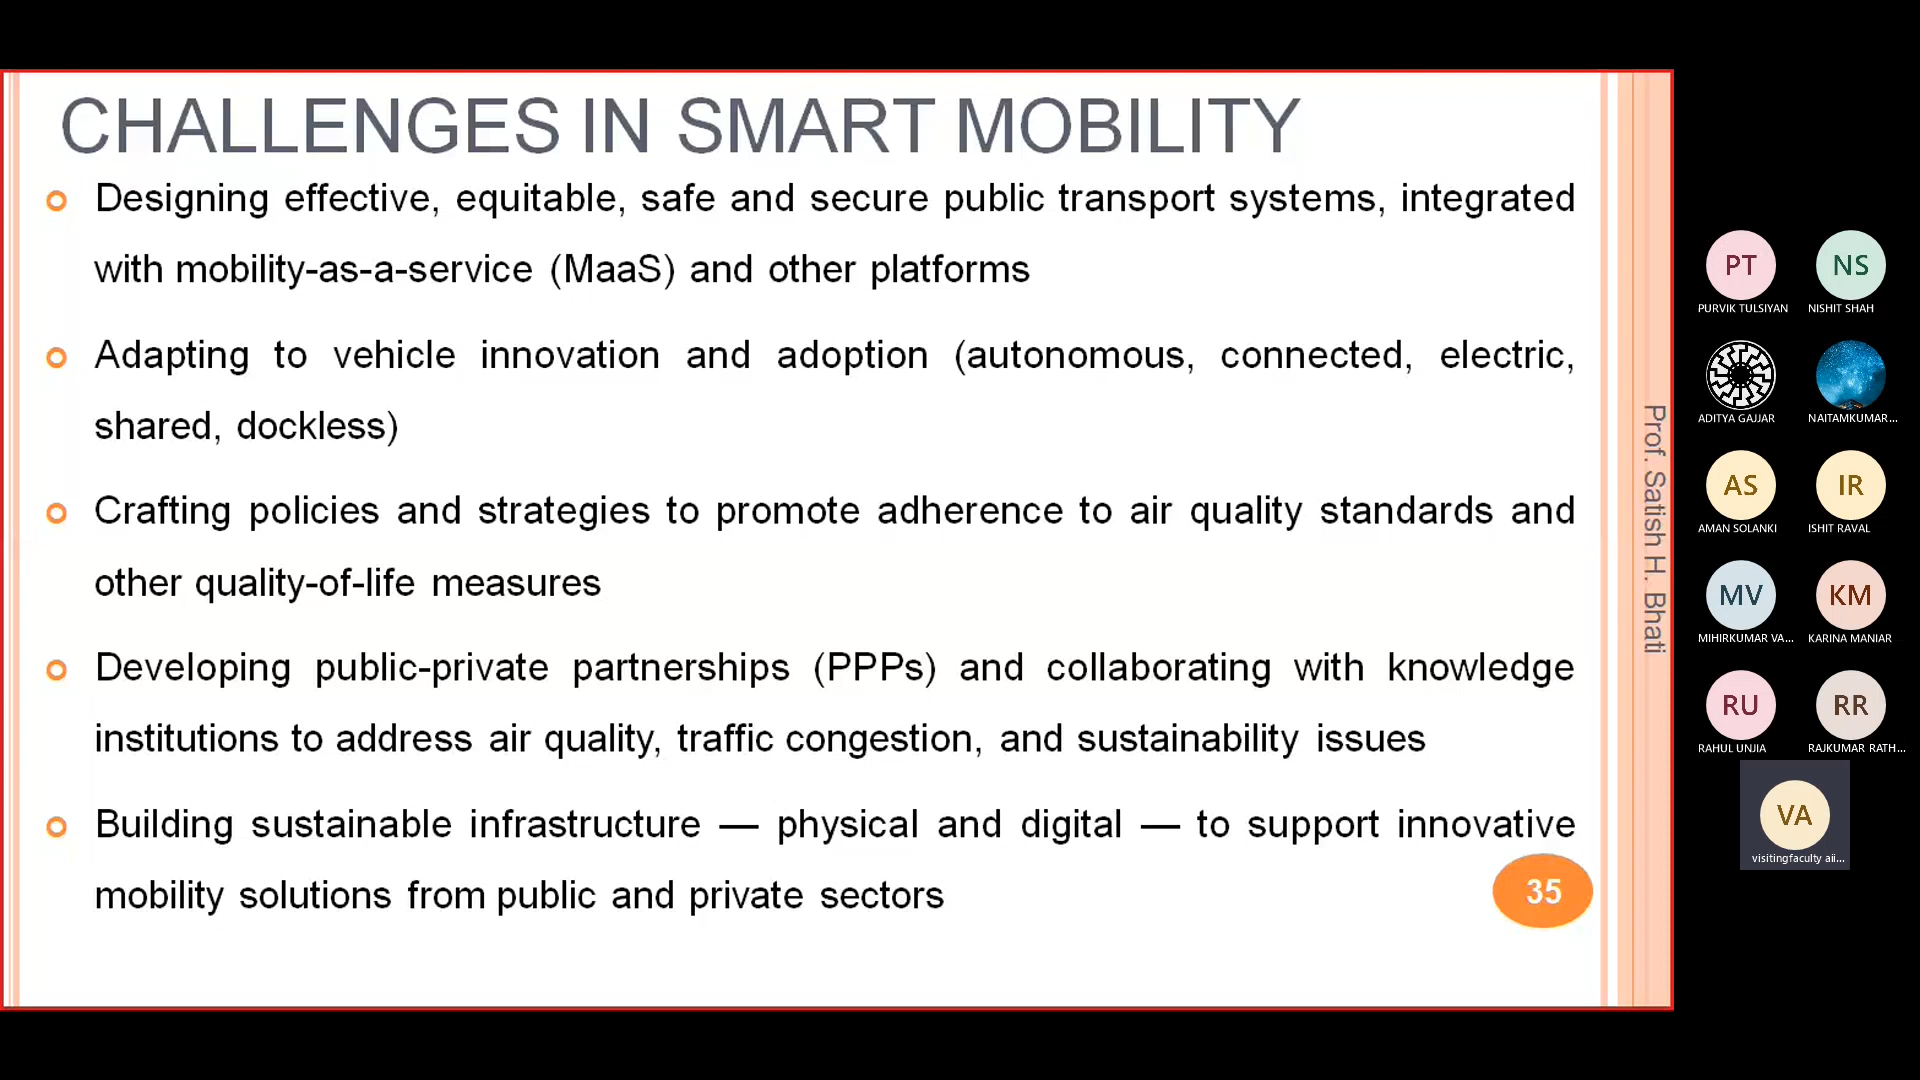 CHALLENGES IN SMART MOBILITY
Designing effective, equitable, safe and secure public transport systems, integrated
with mobility-as-a-service (MaaS) and other platforms
Adapting to vehicle innovation and adoption (autonomous, connected, electric,
shared, dockless)
Crafting policies and strategies to promote adherence to air quality standards and
other quality-of-life measures
Developing public-private partnerships (PPPs) and collaborating with knowledge
institutions to address air quality, traffic congestion, and sustainability issues
Building sustainable infrastructure — physical and digital — to support innovative
mobility solutions from public and private sectors
35
Prof. Satish H. Bhati
PT
PURVIK TULSIYAN
NS
NISHIT SHAH
ADITYA GAJJAR
NAITAMKUMAR...
AS
AMAN SOLANKI
IR
ISHIT RAVAL
MV
MIHIRKUMAR VA...
KM
KARINA MANIAR
RU
RAHUL UNJIA
RR
RAJKUMAR RATH...
VA
visitingfaculty aii...